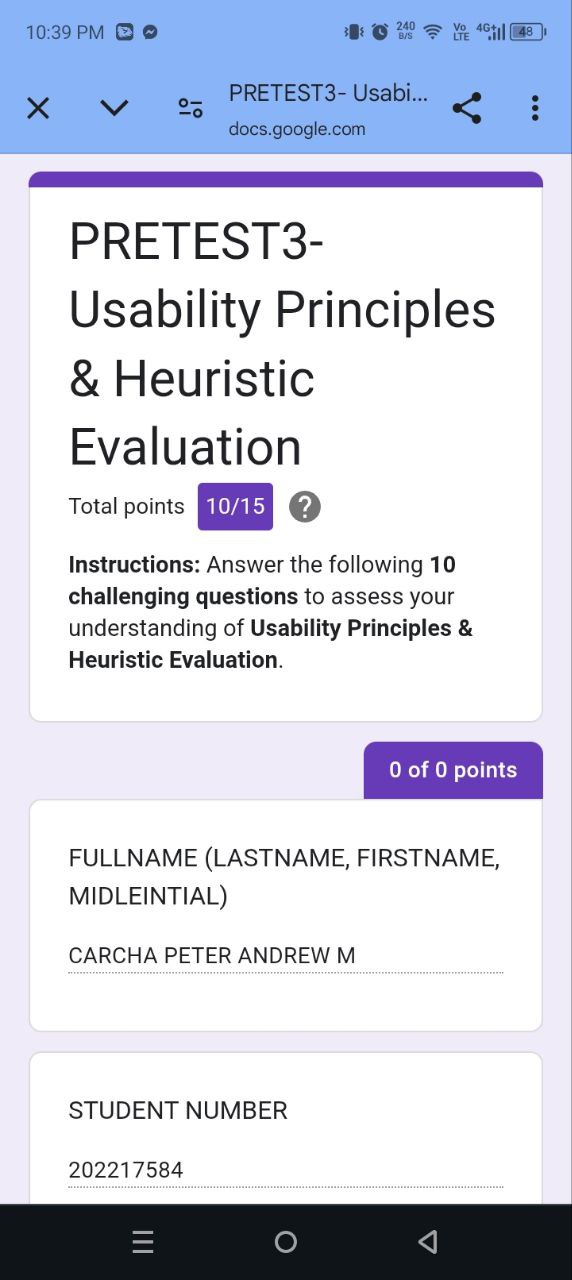 10:39 PM
240 B/S Vo LTE 4G+ 48
PRETEST3- Usabi...
docs.google.com
PRETEST3-
Usability Principles
& Heuristic
Evaluation
Total points 10/15 ?
Instructions: Answer the following 10
challenging questions to assess your
understanding of Usability Principles &
Heuristic Evaluation.
0 of 0 points
FULLNAME (LASTNAME, FIRSTNAME,
MIDLEINTIAL)
CARCHA PETER ANDREW M
STUDENT NUMBER
202217584